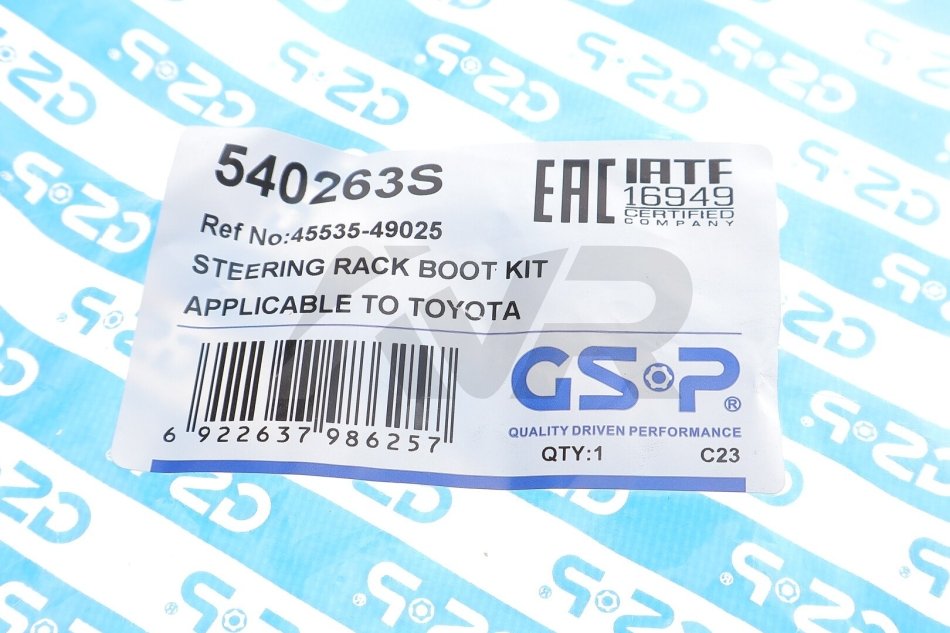 540263S
Ref No:45535-49025
STEERING RACK BOOT KIT
APPLICABLE TO TOYOTA
EAC
IATF
16949
CERTIFIED
COMPANY
6 922637 986257
GSP®
QUALITY DRIVEN PERFORMANCE
QTY:1 C23